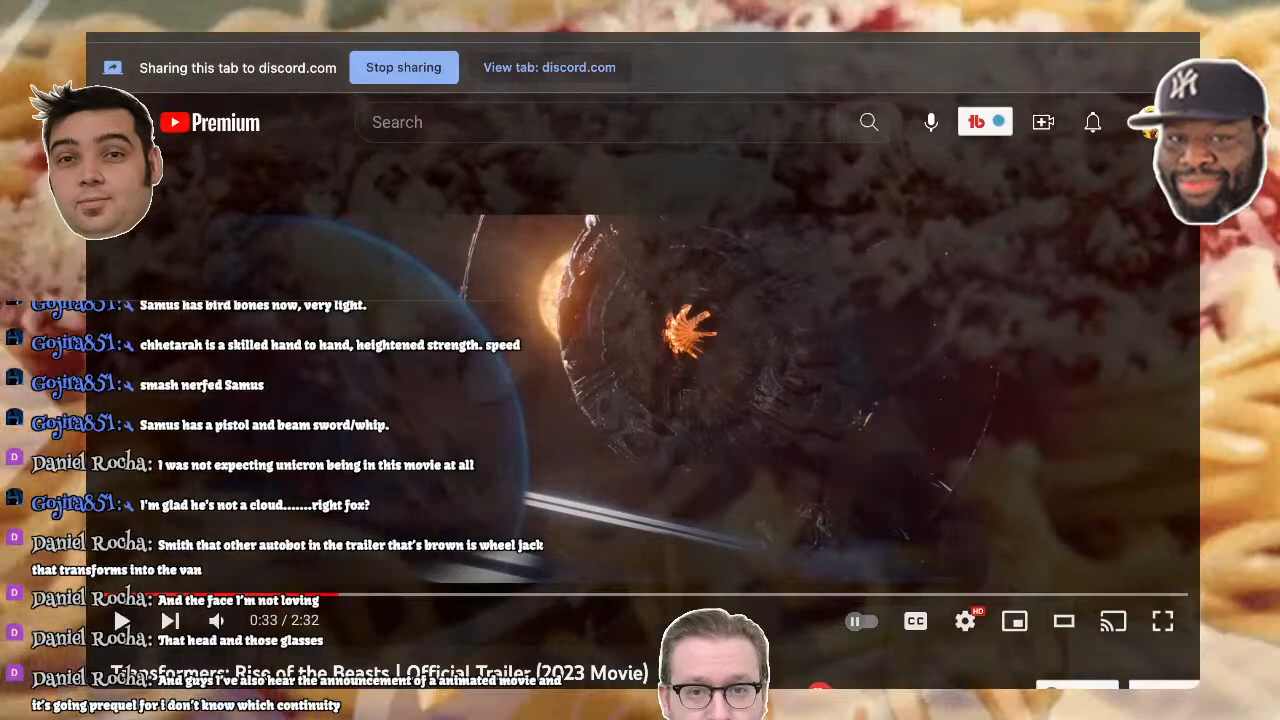 Sharing this tab to discord.com
Stop sharing
View tab: discord.com
Premium
Search
Gojira851: Samus has bird bones now, very light.
Gojira851: chhetarah is a skilled hand to hand, heightened strength. speed
Gojira851: smash nerfed Samus
Gojira851: Samus has a pistol and beam sword/whip.
Daniel Rocha: I was not expecting unicron being in this movie at all
Gojira851: I'm glad he's not a cloud.......right fox?
Daniel Rocha: Smith that other autobot in the trailer that's brown is wheel jack
that transforms into the van
Daniel Rocha: And the face I'm not loving
0:33 / 2:32
CC
HD
Daniel Rocha: That head and those glasses
Transformers: Rise of the Beasts | Official Trailer (2023 Movie)
Daniel Rocha: And guys I've also hear the announcement of a animated movie and
it's going prequel for i don't know which continuity